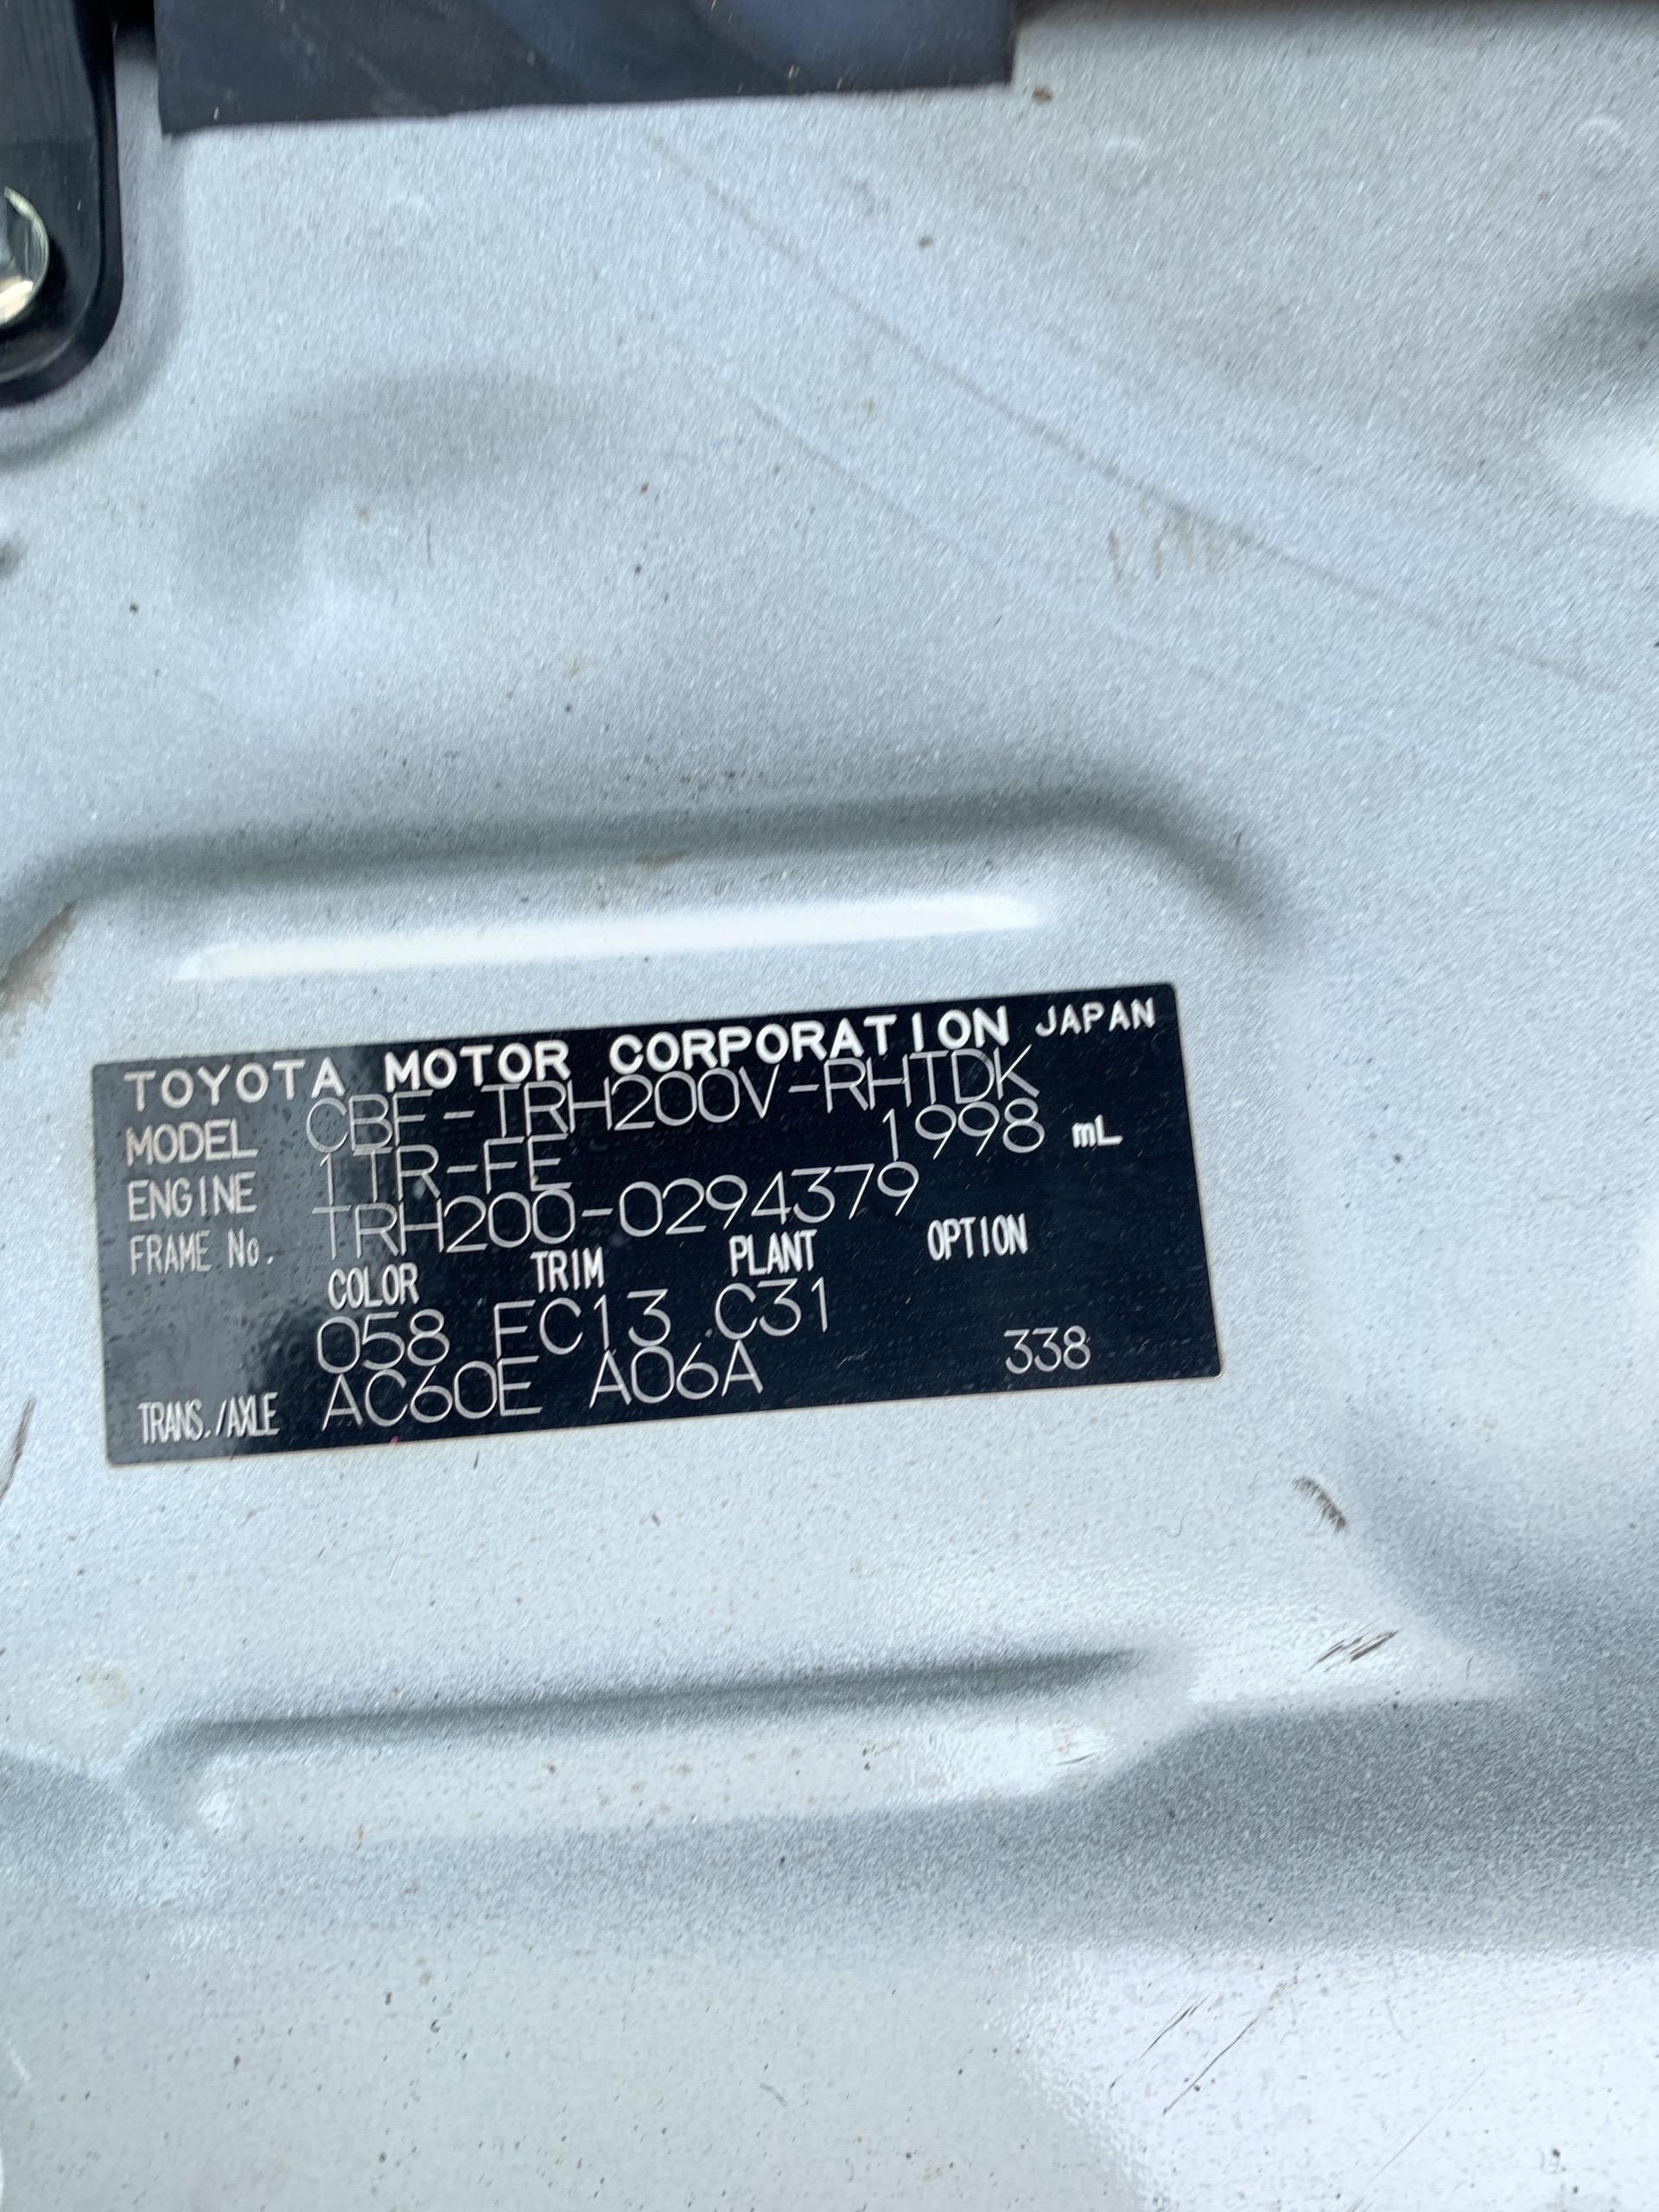 TOYOTA MOTOR CORPORATION JAPAN
MODEL CBF-TRH200V-RHTDK
ENGINE 1TR-FE 1998 mL
FRAME No. TRH200-0294379
COLOR TRIM PLANT OPTION
058 FC13 C31
TRANS./AXLE AC60E A06A 338